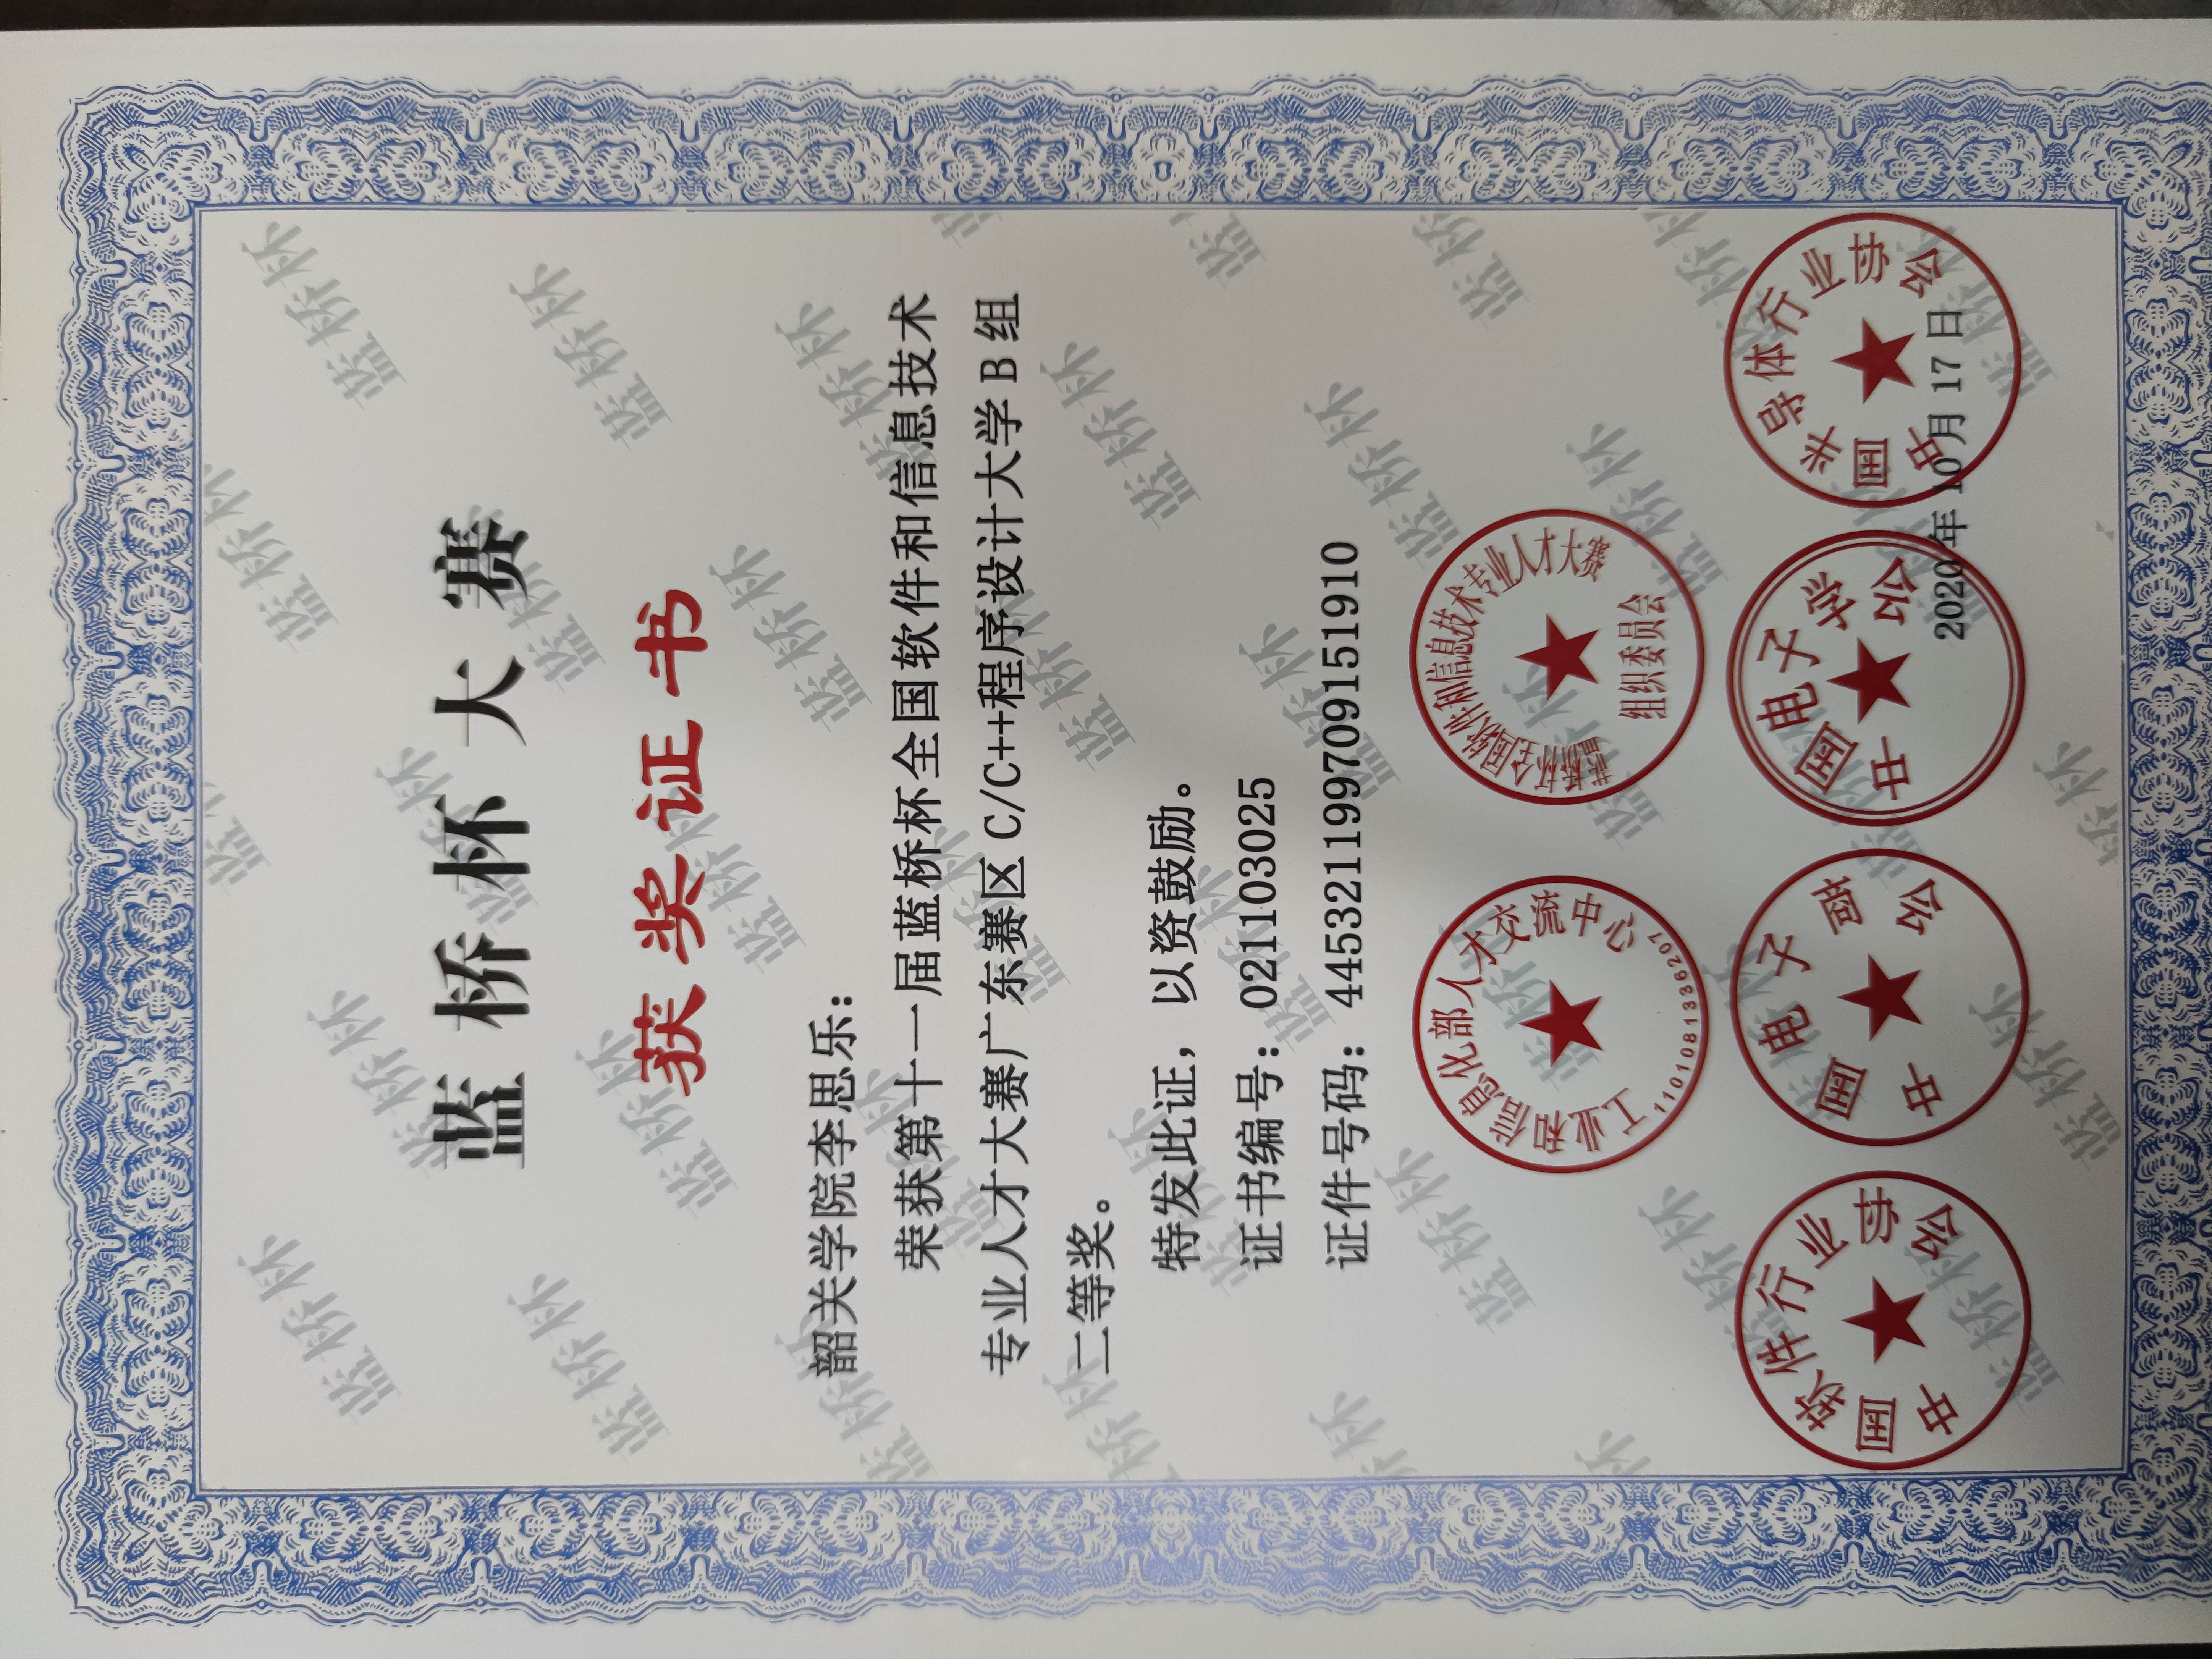 蓝桥杯大赛
获奖证书
韶关学院李思乐：
荣获第十一届蓝桥杯全国软件和信息技术
专业人才大赛广东赛区 C/C++程序设计大学 B 组
二等奖。
特发此证，以资鼓励。
证书编号：021103025
证件号码：445321199709151910
工业和信息化部人才交流中心
1101081336207
蓝桥杯全国软件和信息技术专业人才大赛
组织委员会
中国软件行业协会
中国电子商会
中国电子学会
中国半导体行业协会
2020 年 10 月 17 日
蓝桥杯